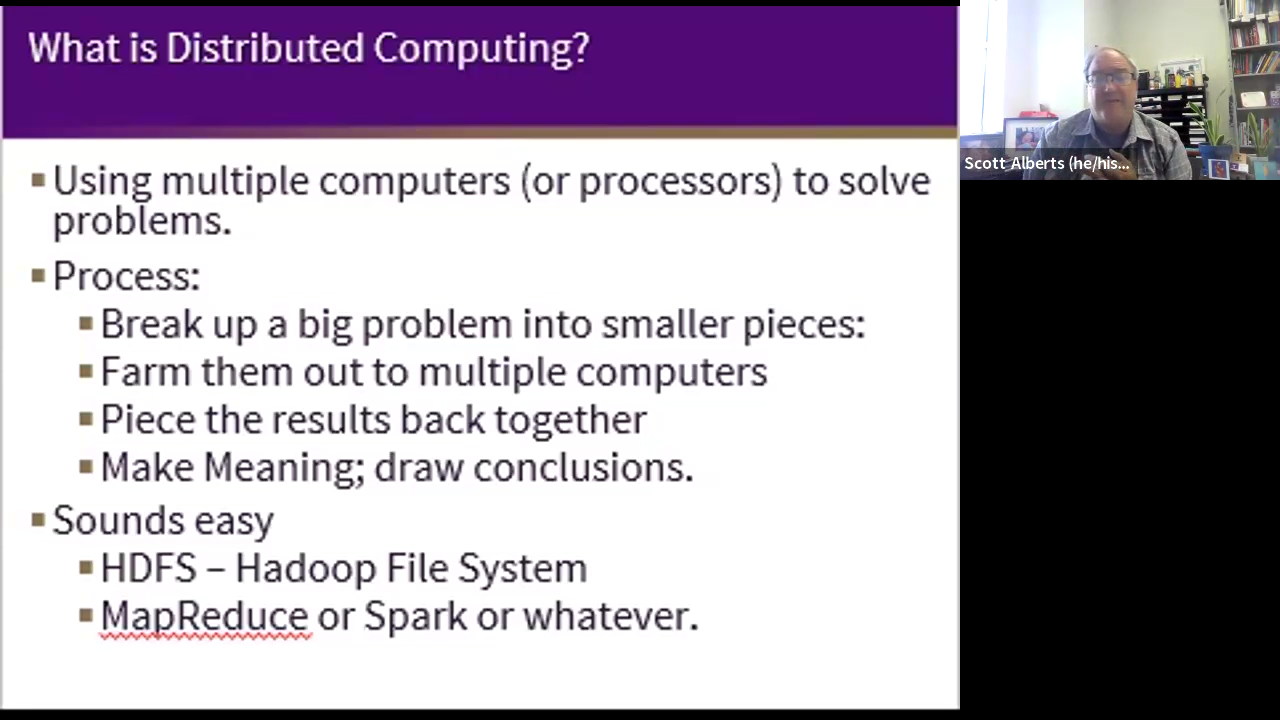 What is Distributed Computing?
Using multiple computers (or processors) to solve
problems.
Process:
Break up a big problem into smaller pieces:
Farm them out to multiple computers
Piece the results back together
Make Meaning; draw conclusions.
Sounds easy
HDFS – Hadoop File System
MapReduce or Spark or whatever.
Scott Alberts (he/his...